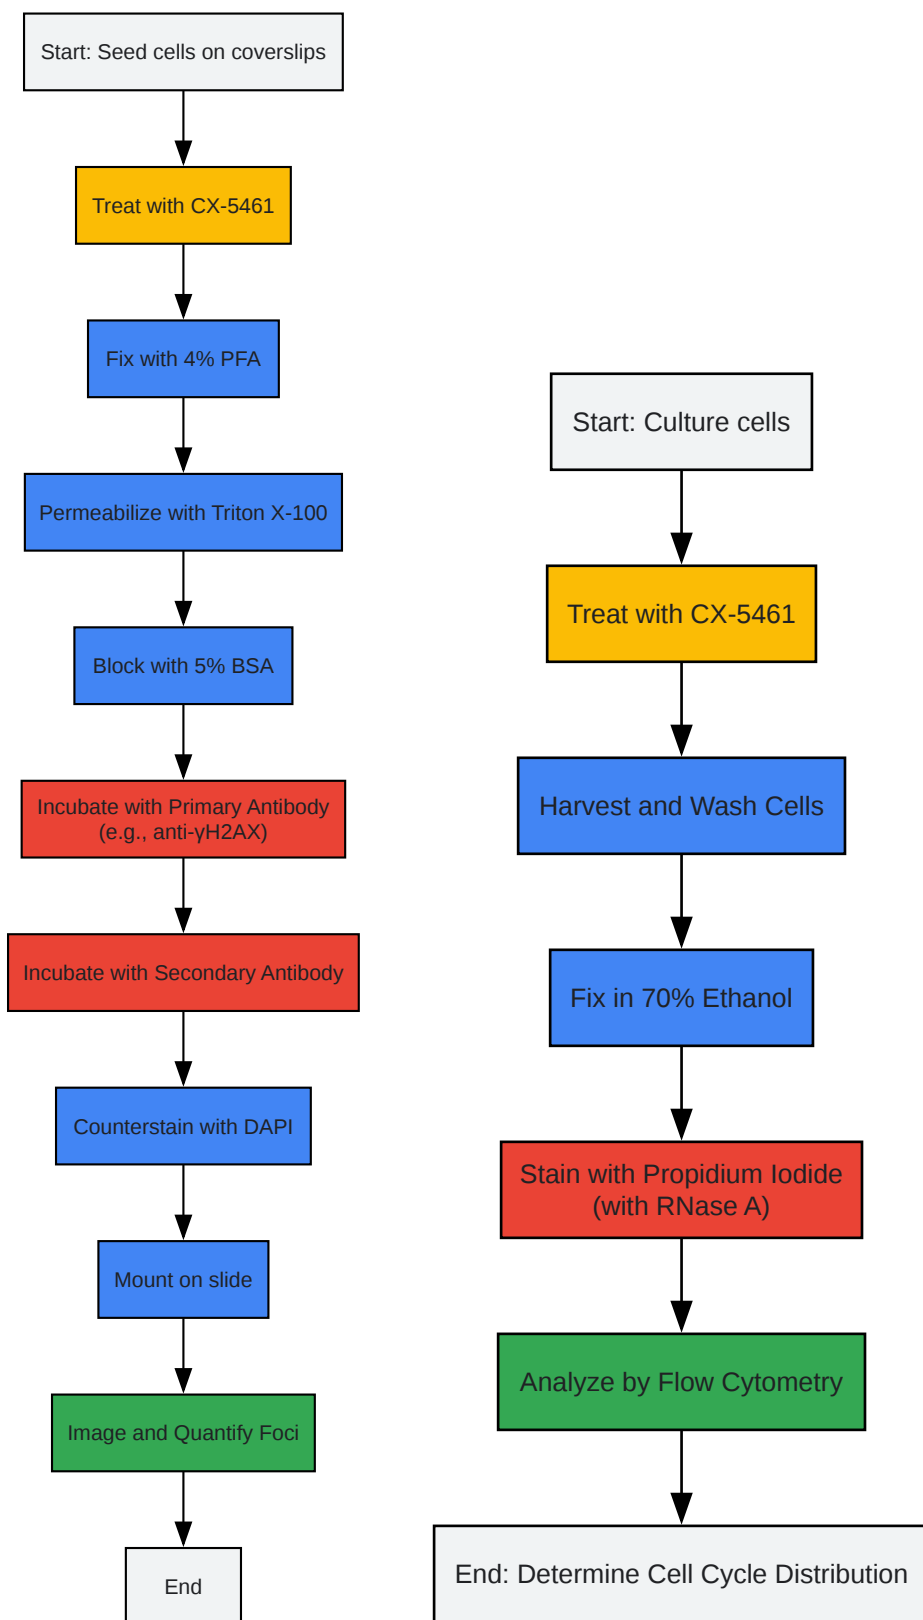 Start: Seed cells on coverslips
Treat with CX-5461
Fix with 4% PFA
Permeabilize with Triton X-100
Block with 5% BSA
Incubate with Primary Antibody
(e.g., anti-γH2AX)
Incubate with Secondary Antibody
Counterstain with DAPI
Mount on slide
Image and Quantify Foci
End
Start: Culture cells
Treat with CX-5461
Harvest and Wash Cells
Fix in 70% Ethanol
Stain with Propidium Iodide
(with RNase A)
Analyze by Flow Cytometry
End: Determine Cell Cycle Distribution